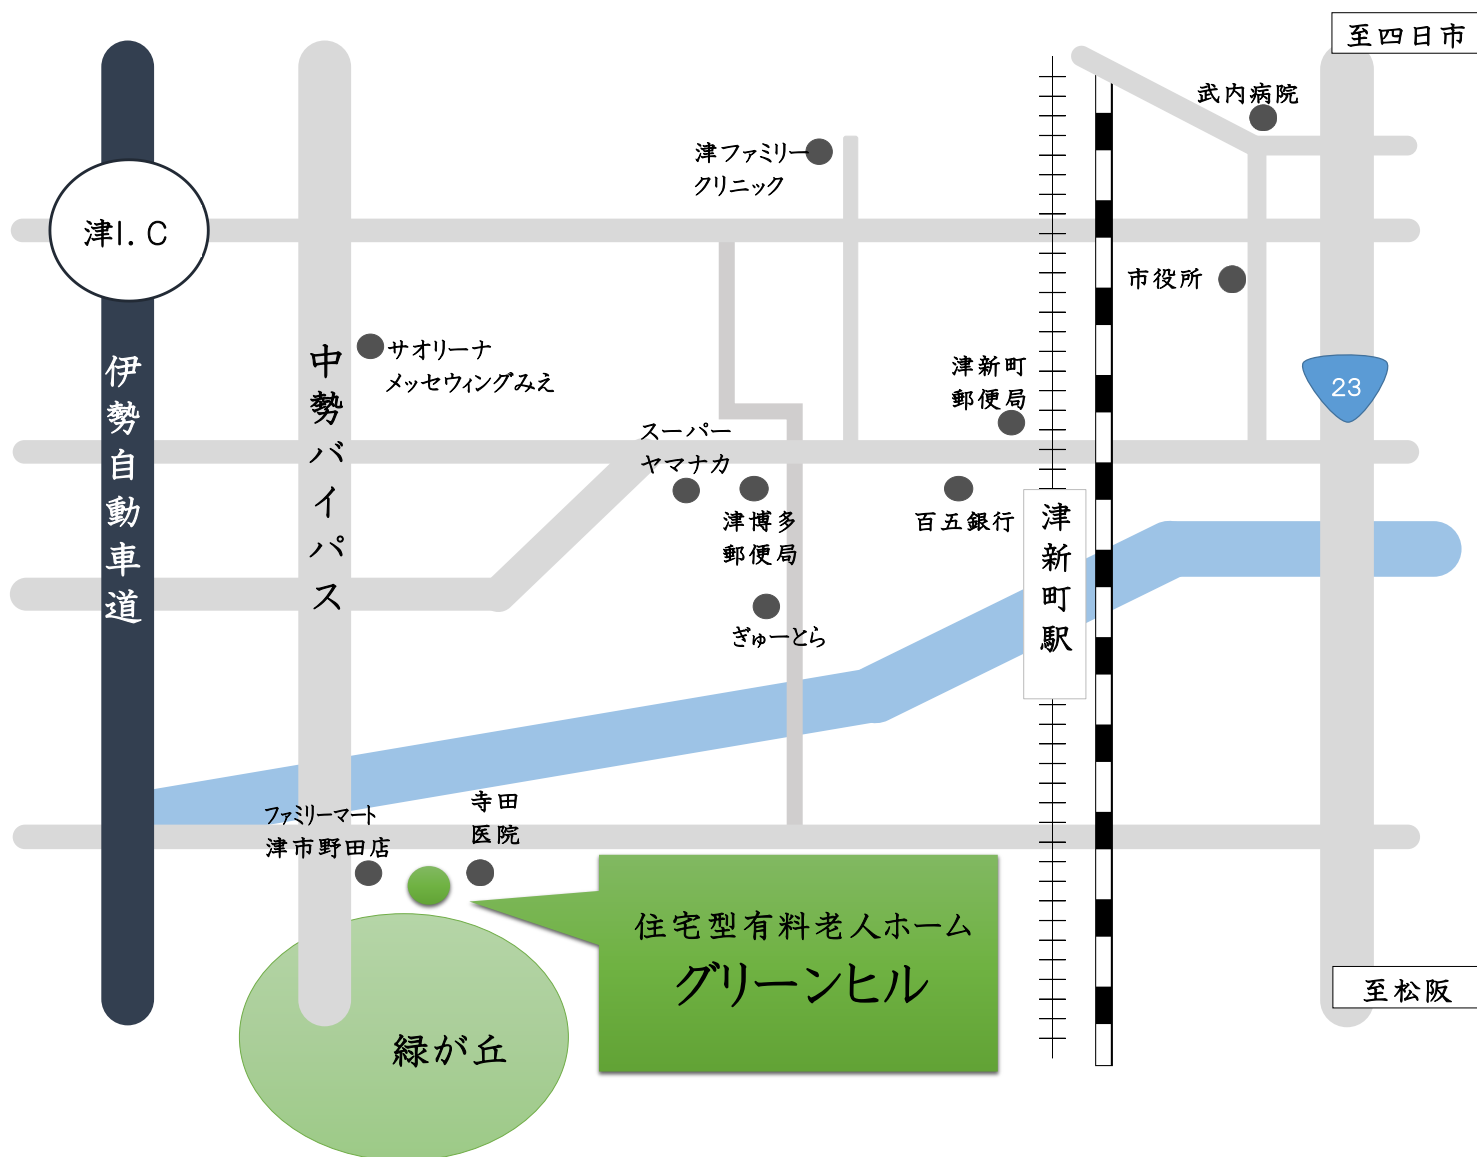 至四日市
武内病院
津ファミリー
クリニック
津I.C
市役所
伊勢自動車道
中勢バイパス
サオリーナ
メッセウィングみえ
津新町
郵便局
23
スーパー
ヤマナカ
津博多
郵便局
百五銀行
津新町駅
ぎゅーとら
ファミリーマート
津市野田店
寺田
医院
住宅型有料老人ホーム
グリーンヒル
至松阪
緑が丘